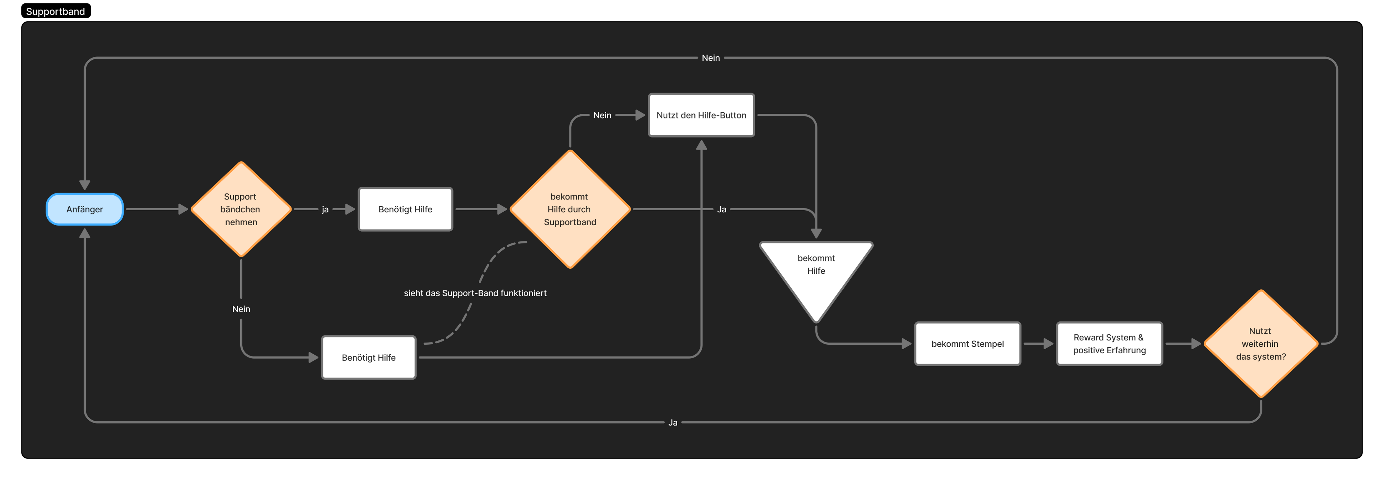 Supportband
Nein
Nein
Nutzt den Hilfe-Button
Anfänger
Support
bändchen
nehmen
ja
Benötigt Hilfe
bekommt
Hilfe durch
Supportband
Ja
bekommt
Hilfe
sieht das Support-Band funktioniert
Nein
Benötigt Hilfe
bekommt Stempel
Reward System &
positive Erfahrung
Nutzt
weiterhin
das system?
Ja